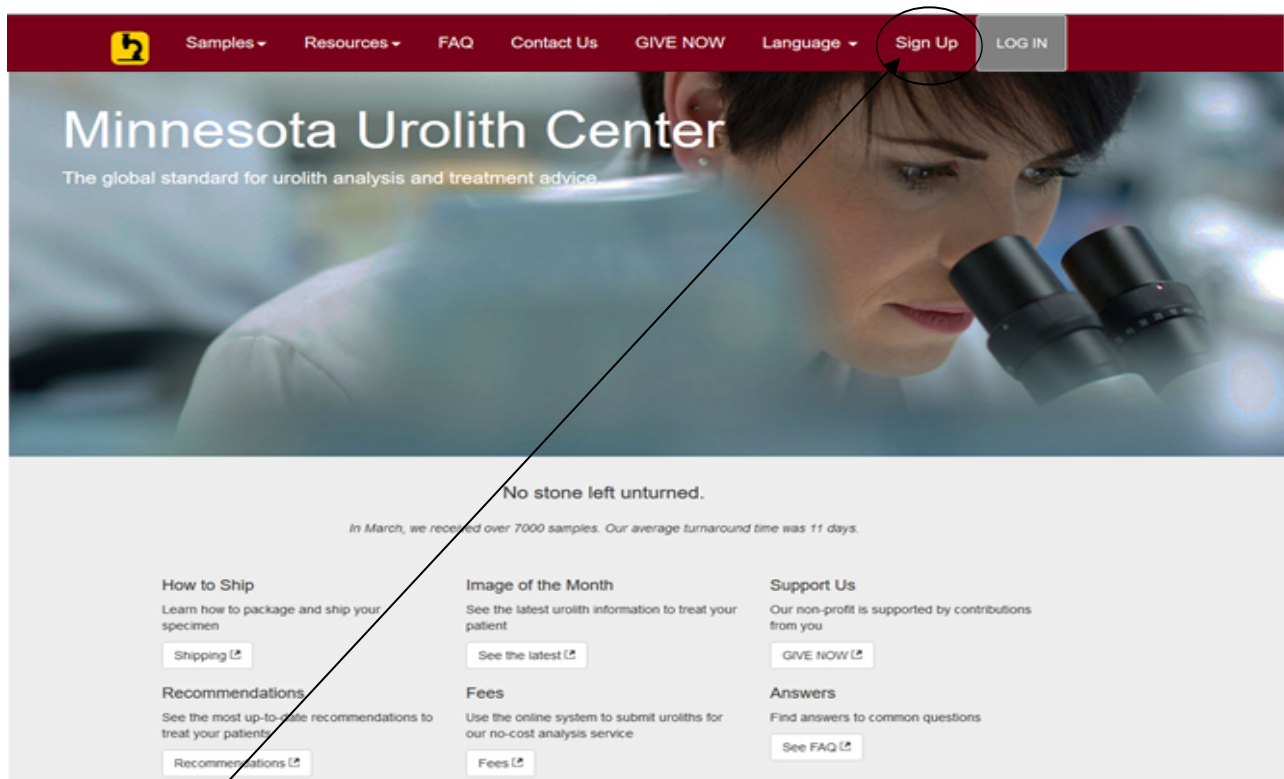 Samples Resources FAQ Contact Us GIVE NOW Language Sign Up LOG IN
Minnesota Urolith Center
The global standard for urolith analysis and treatment advice
No stone left unturned.
In March, we received over 7000 samples. Our average turnaround time was 11 days.
How to Ship
Learn how to package and ship your
specimen
Shipping
Image of the Month
See the latest urolith information to treat your
patient
See the latest
Support Us
Our non-profit is supported by contributions
from you
GIVE NOW
Recommendations
See the most up-to-date recommendations to
treat your patients
Recommendations
Fees
Use the online system to submit uroliths for
our no-cost analysis service
Fees
Answers
Find answers to common questions
See FAQ